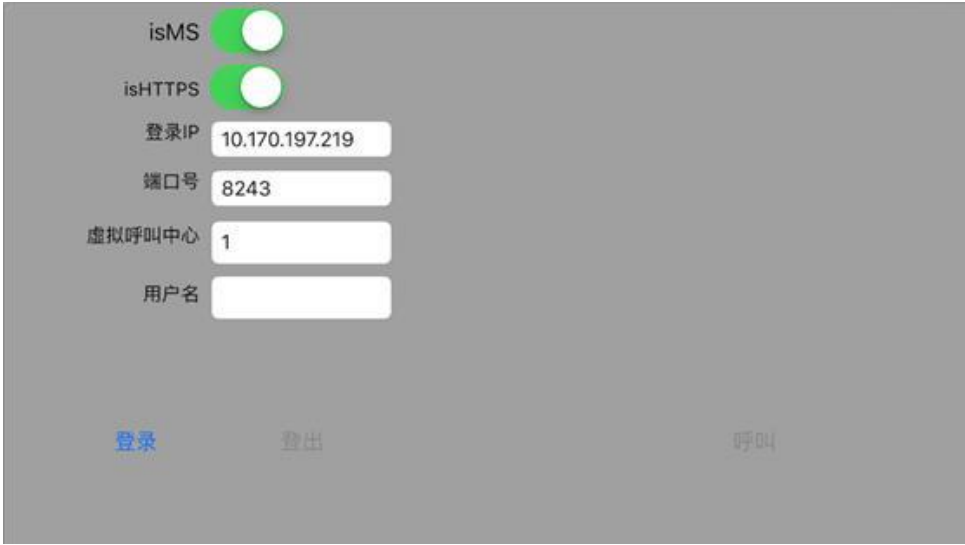 isMS
isHTTPS
登录IP 10.170.197.219
端口号 8243
虚拟呼叫中心 1
用户名
登录 登出 呼叫